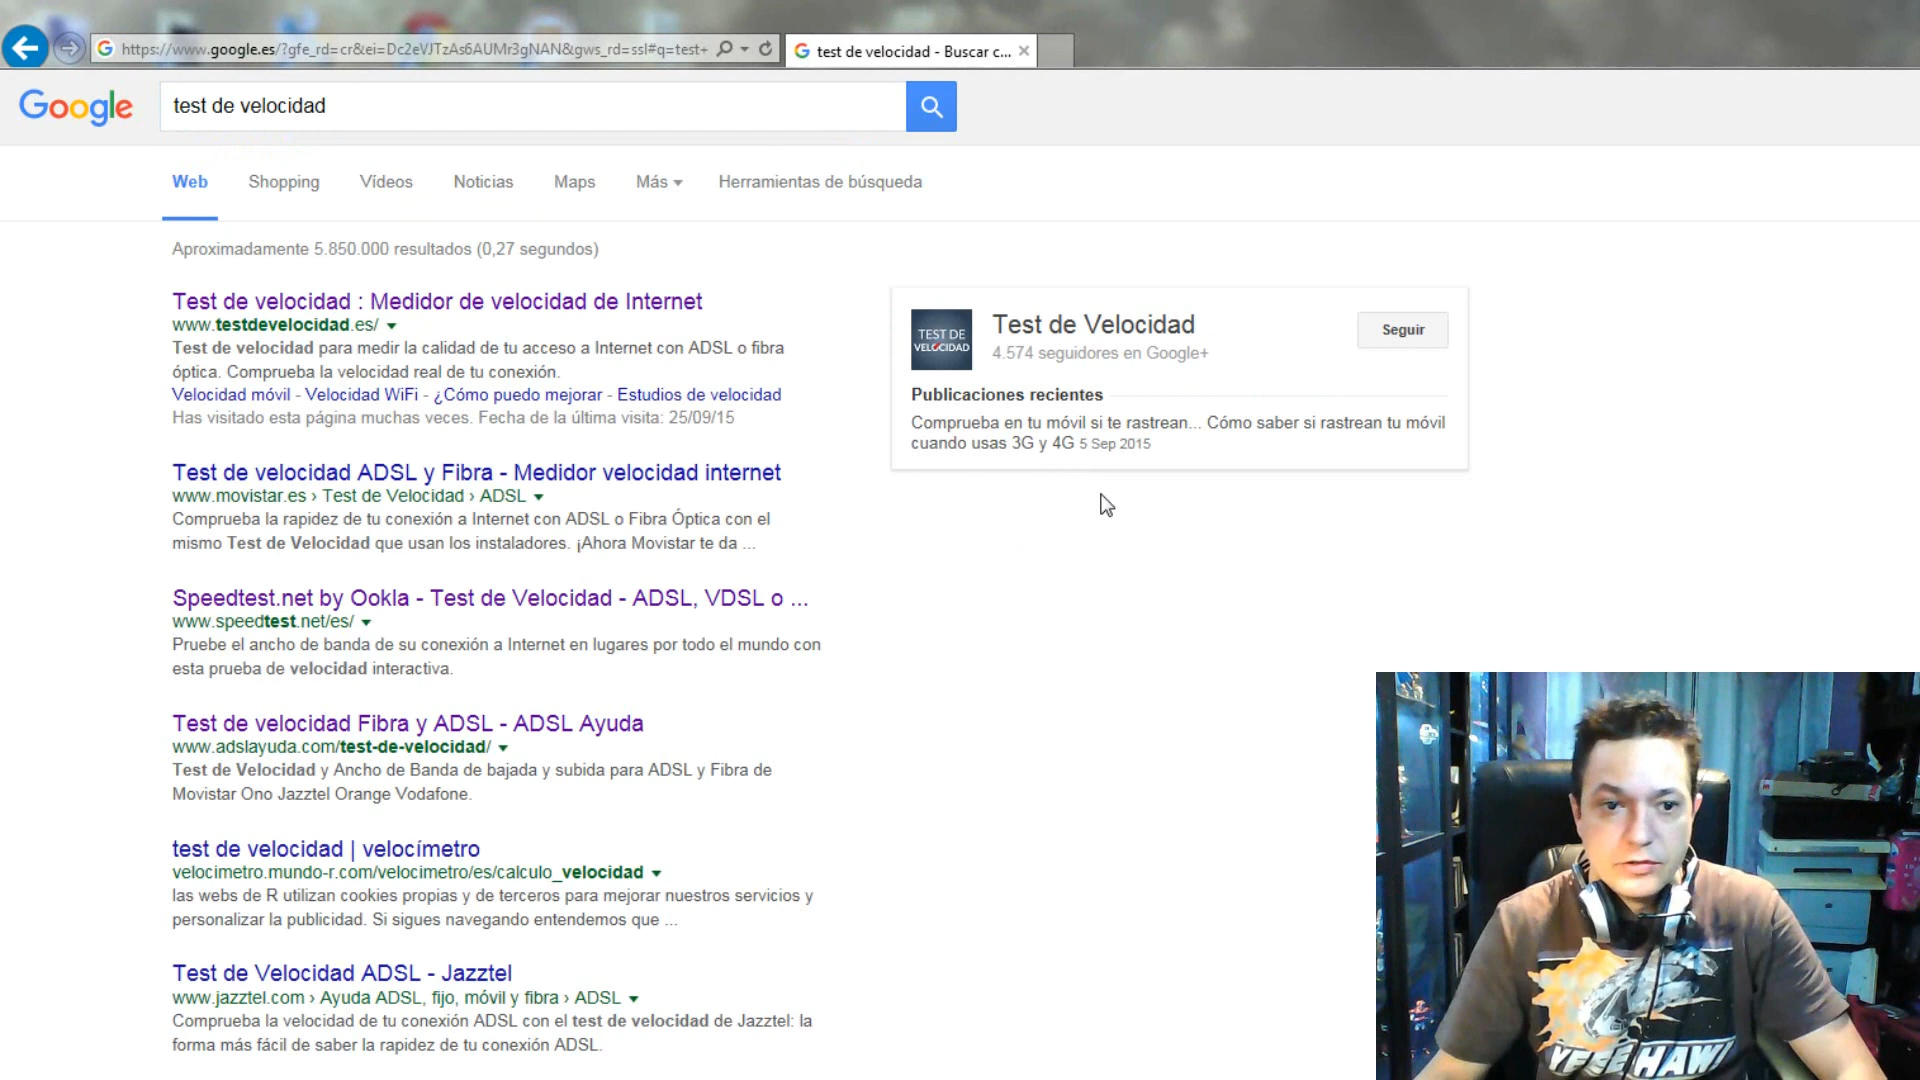 https://www.google.es/?gfe_rd=cr&ei=Dc2eVJTzAs6AUMr3gNAN&gws_rd=ssl#q=test+
test de velocidad - Buscar c...
Google
test de velocidad
Web
Shopping
Vídeos
Noticias
Maps
Más
Herramientas de búsqueda
Aproximadamente 5.850.000 resultados (0,27 segundos)
Test de velocidad : Medidor de velocidad de Internet
www.testdevelocidad.es/
Test de velocidad para medir la calidad de tu acceso a Internet con ADSL o fibra
óptica. Comprueba la velocidad real de tu conexión.
Velocidad móvil - Velocidad WiFi - ¿Cómo puedo mejorar - Estudios de velocidad
Has visitado esta página muchas veces. Fecha de la última visita: 25/09/15
Test de velocidad ADSL y Fibra - Medidor velocidad internet
www.movistar.es › Test de Velocidad › ADSL
Comprueba la rapidez de tu conexión a Internet con ADSL o Fibra Óptica con el
mismo Test de Velocidad que usan los instaladores. ¡Ahora Movistar te da ...
Speedtest.net by Ookla - Test de Velocidad - ADSL, VDSL o ...
www.speedtest.net/es/
Pruebe el ancho de banda de su conexión a Internet en lugares por todo el mundo con
esta prueba de velocidad interactiva.
Test de velocidad Fibra y ADSL - ADSL Ayuda
www.adslayuda.com/test-de-velocidad/
Test de Velocidad y Ancho de Banda de bajada y subida para ADSL y Fibra de
Movistar Ono Jazztel Orange Vodafone.
test de velocidad | velocímetro
velocimetro.mundo-r.com/velocimetro/es/calculo_velocidad
las webs de R utilizan cookies propias y de terceros para mejorar nuestros servicios y
personalizar la publicidad. Si sigues navegando entendemos que ...
Test de Velocidad ADSL - Jazztel
www.jazztel.com › Ayuda ADSL, fijo, móvil y fibra › ADSL
Comprueba la velocidad de tu conexión ADSL con el test de velocidad de Jazztel: la
forma más fácil de saber la rapidez de tu conexión ADSL.
TEST DE
VELOCIDAD
Test de Velocidad
4.574 seguidores en Google+
Seguir
Publicaciones recientes
Comprueba en tu móvil si te rastrean... Cómo saber si rastrean tu móvil
cuando usas 3G y 4G 5 Sep 2015
YEEEHAW!